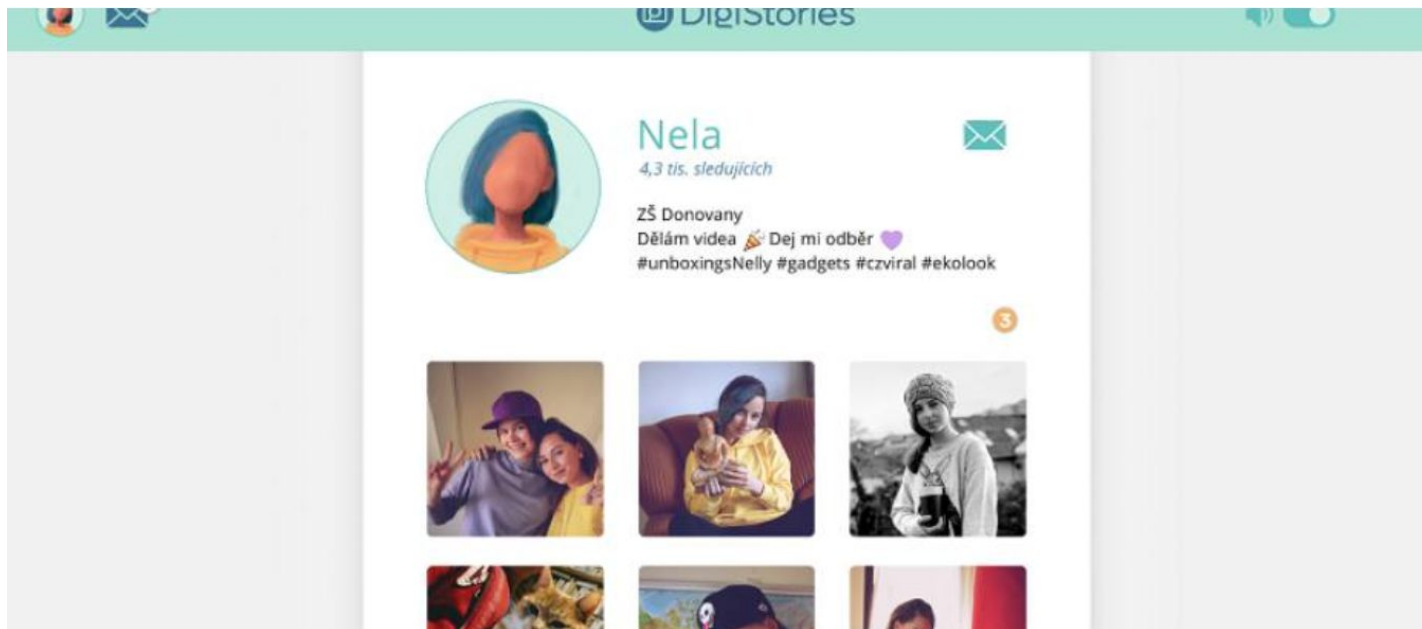 DigiStories
Nela
4,3 tis. sledujících
ZŠ Donovany
Dělám videa 🎉 Dej mi odběr 💜
#unboxingsNelly #gadgets #czviral #ekolook
3